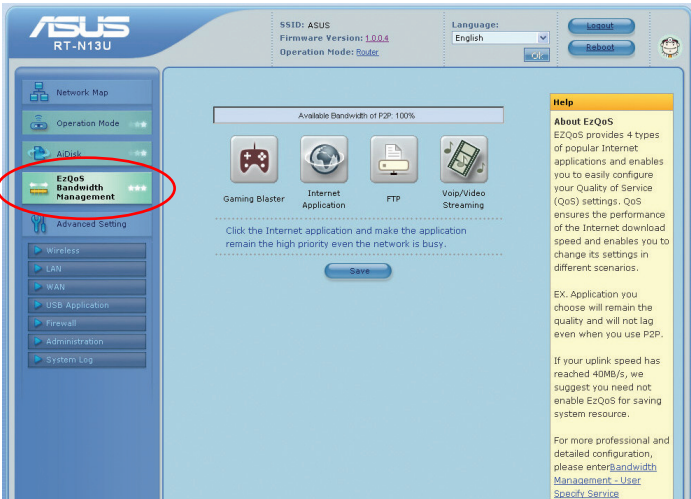 ASUS
RT-N13U
SSID: ASUS
Firmware Version: 1.0.0.4
Operation Mode: Router
Language:
English
OK
Logout
Reboot
Network Map
Operation Mode
AiDisk
EzQoS
Bandwidth
Management
Advanced Setting
Wireless
LAN
WAN
USB Application
Firewall
Administration
System Log
Available Bandwidth of P2P: 100%
Gaming Blaster
Internet
Application
FTP
Voip/Video
Streaming
Click the Internet application and make the application
remain the high priority even the network is busy.
Save
Help
About EzQoS
EZQoS provides 4 types
of popular Internet
applications and enables
you to easily configure
your Quality of Service
(QoS) settings. QoS
ensures the performance
of the Internet download
speed and enables you to
change its settings in
different scenarios.
EX. Application you
choose will remain the
quality and will not lag
even when you use P2P.
If your uplink speed has
reached 40MB/s, we
suggest you need not
enable EzQoS for saving
system resource.
For more professional and
detailed configuration,
please enterBandwidth
Management - User
Specify Service